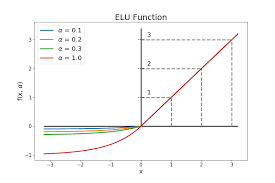 ELU Function
α = 0.1
α = 0.2
α = 0.3
α = 1.0
3
2
1
3
2
1
0
−1
f(x, α)
−3
−2
−1
0
1
2
3
x